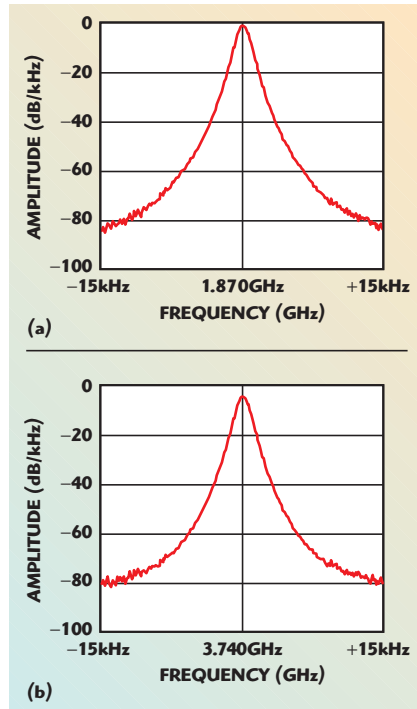 AMPLITUDE (dB/kHz)
0
−20
−40
−60
−80
−100
−15kHz 1.870GHz +15kHz
FREQUENCY (GHz)
(a)
AMPLITUDE (dB/kHz)
0
−20
−40
−60
−80
−100
−15kHz 3.740GHz +15kHz
FREQUENCY (GHz)
(b)